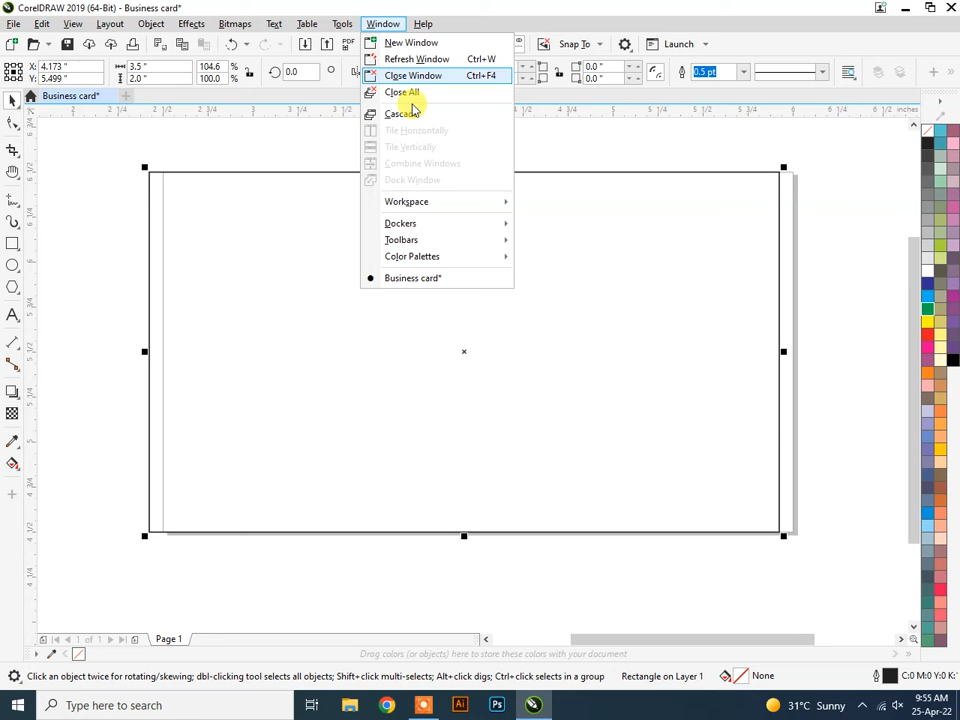 CorelDRAW 2019 (64-Bit) - Business card*
File Edit View Layout Object Effects Bitmaps Text Table Tools Window Help
X: 4.173 " 3.5 " 104.6 % 0.0 0.0 " 0.0 " 0.5 pt
Y: 5.499 " 2.0 " 100.0 % 0.0 " 0.0 "
PDF Snap To Launch
Business card*
New Window
Refresh Window Ctrl+W
Close Window Ctrl+F4
Close All
Cascade
Tile Horizontally
Tile Vertically
Combine Windows
Dock Window
Workspace
Dockers
Toolbars
Color Palettes
Business card*
inches
1 of 1 Page 1
Drag colors (or objects) here to store these colors with your document
Click an object twice for rotating/skewing; dbl-clicking tool selects all objects; Shift+click multi-selects; Alt+click digs; Ctrl+click selects in a group Rectangle on Layer 1 None C:0 M:0 Y:0 K:
Type here to search Ai Ps 31°C Sunny 9:55 AM
25-Apr-22